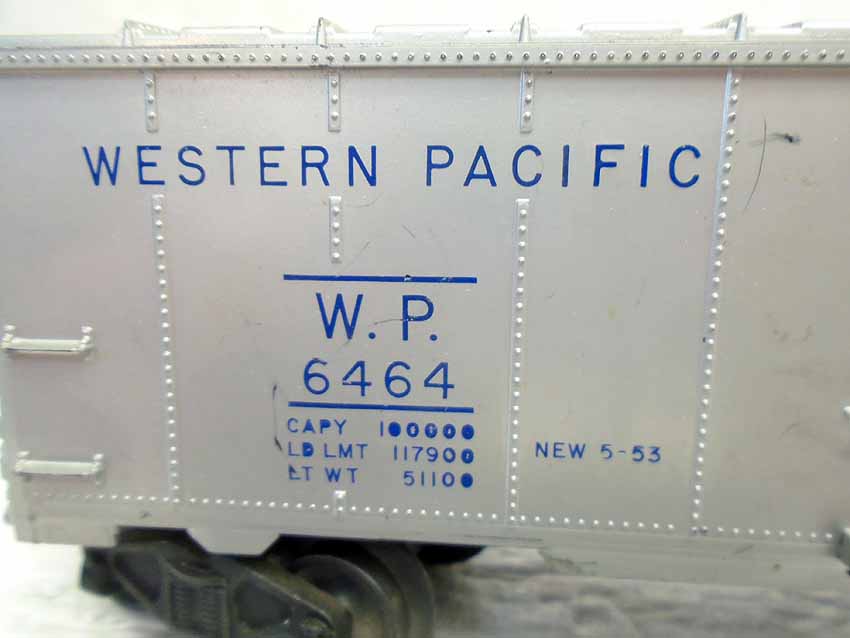 WESTERN PACIFIC
W. P.
6464
CAPY 100000
LD LMT 117900
LT WT 51100
NEW 5-53